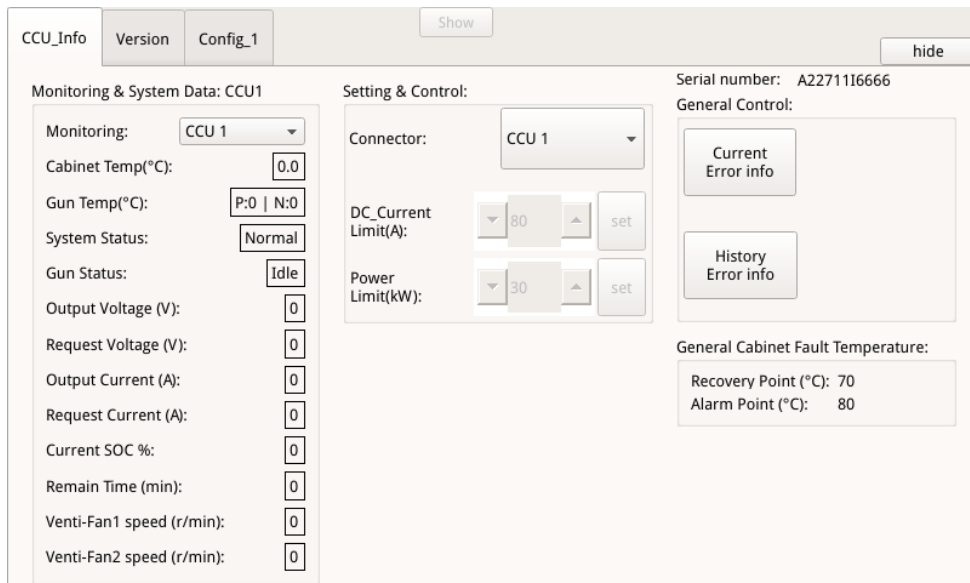 Show
CCU_Info Version Config_1
hide
Monitoring & System Data: CCU1
Monitoring: CCU 1
Cabinet Temp(°C): 0.0
Gun Temp(°C): P:0 | N:0
System Status: Normal
Gun Status: Idle
Output Voltage (V): 0
Request Voltage (V): 0
Output Current (A): 0
Request Current (A): 0
Current SOC %: 0
Remain Time (min): 0
Venti-Fan1 speed (r/min): 0
Venti-Fan2 speed (r/min): 0
Setting & Control:
Connector: CCU 1
DC_Current
Limit(A): 80 set
Power
Limit(kW): 30 set
Serial number: A22711I6666
General Control:
Current
Error info
History
Error info
General Cabinet Fault Temperature:
Recovery Point (°C): 70
Alarm Point (°C): 80